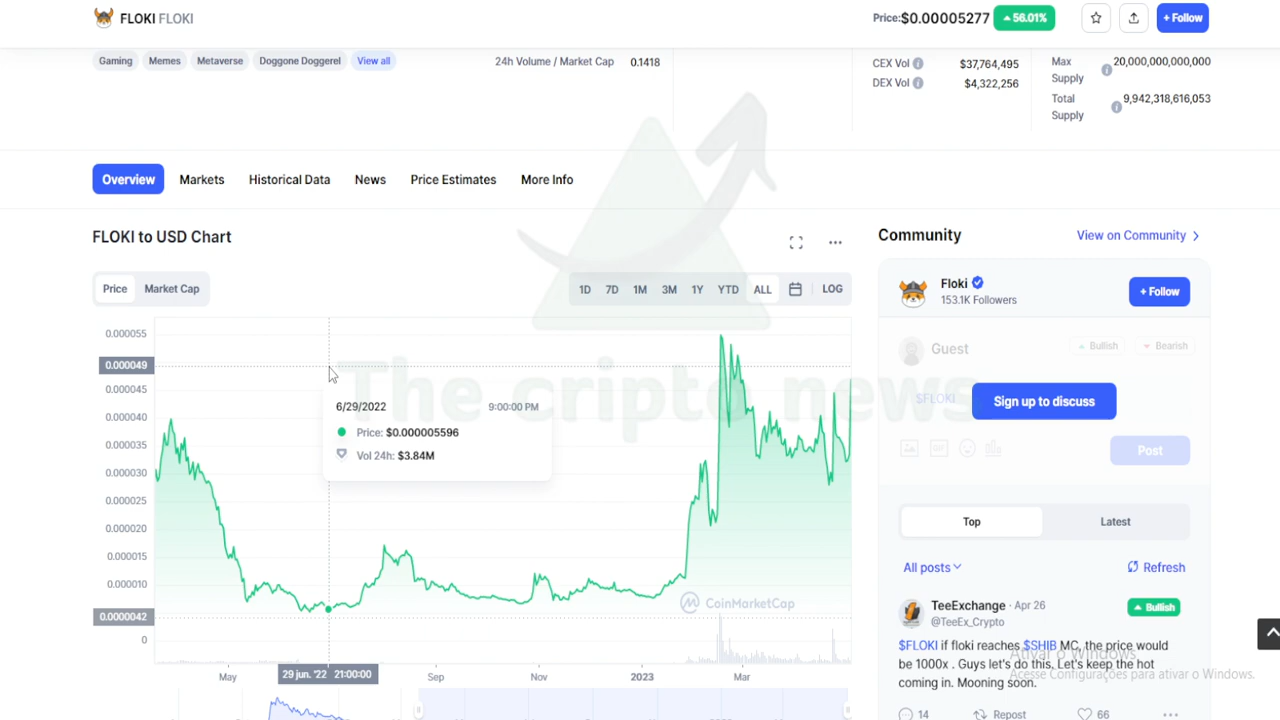 FLOKI FLOKI
Price:$0.00005277 56.01%
+ Follow
Gaming Memes Metaverse Doggone Doggerel View all
24h Volume / Market Cap 0.1418
CEX Vol $37,764,495
DEX Vol $4,322,256
Max Supply 20,000,000,000,000
Total Supply 9,942,318,616,053
Overview Markets Historical Data News Price Estimates More Info
FLOKI to USD Chart
Price Market Cap
1D 7D 1M 3M 1Y YTD ALL LOG
0.000055
0.000049
0.000045
0.000040
0.000035
0.000030
0.000025
0.000020
0.000015
0.000010
0.0000042
0
6/29/2022 9:00:00 PM
Price: $0.000005596
Vol 24h: $3.84M
The cripto news
CoinMarketCap
May 29 jun. '22 21:00:00 Sep Nov 2023 Mar
Community
View on Community
Floki
153.1K Followers
+ Follow
Guest
Bullish Bearish
$FLOKI
Sign up to discuss
Post
Top Latest
All posts Refresh
TeeExchange · Apr 26
@TeeEx_Crypto
Bullish
$FLOKI if floki reaches $SHIB MC, the price would
be 1000x . Guys let's do this, Let's keep the hot
coming in. Mooning soon.
Ativar o Windows
Acesse Configurações para ativar o Windows.
14 Repost 66